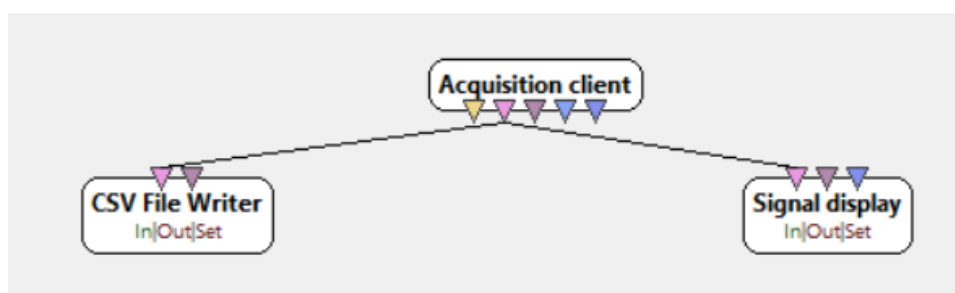 Acquisition client
CSV File Writer
In|Out|Set
Signal display
In|Out|Set